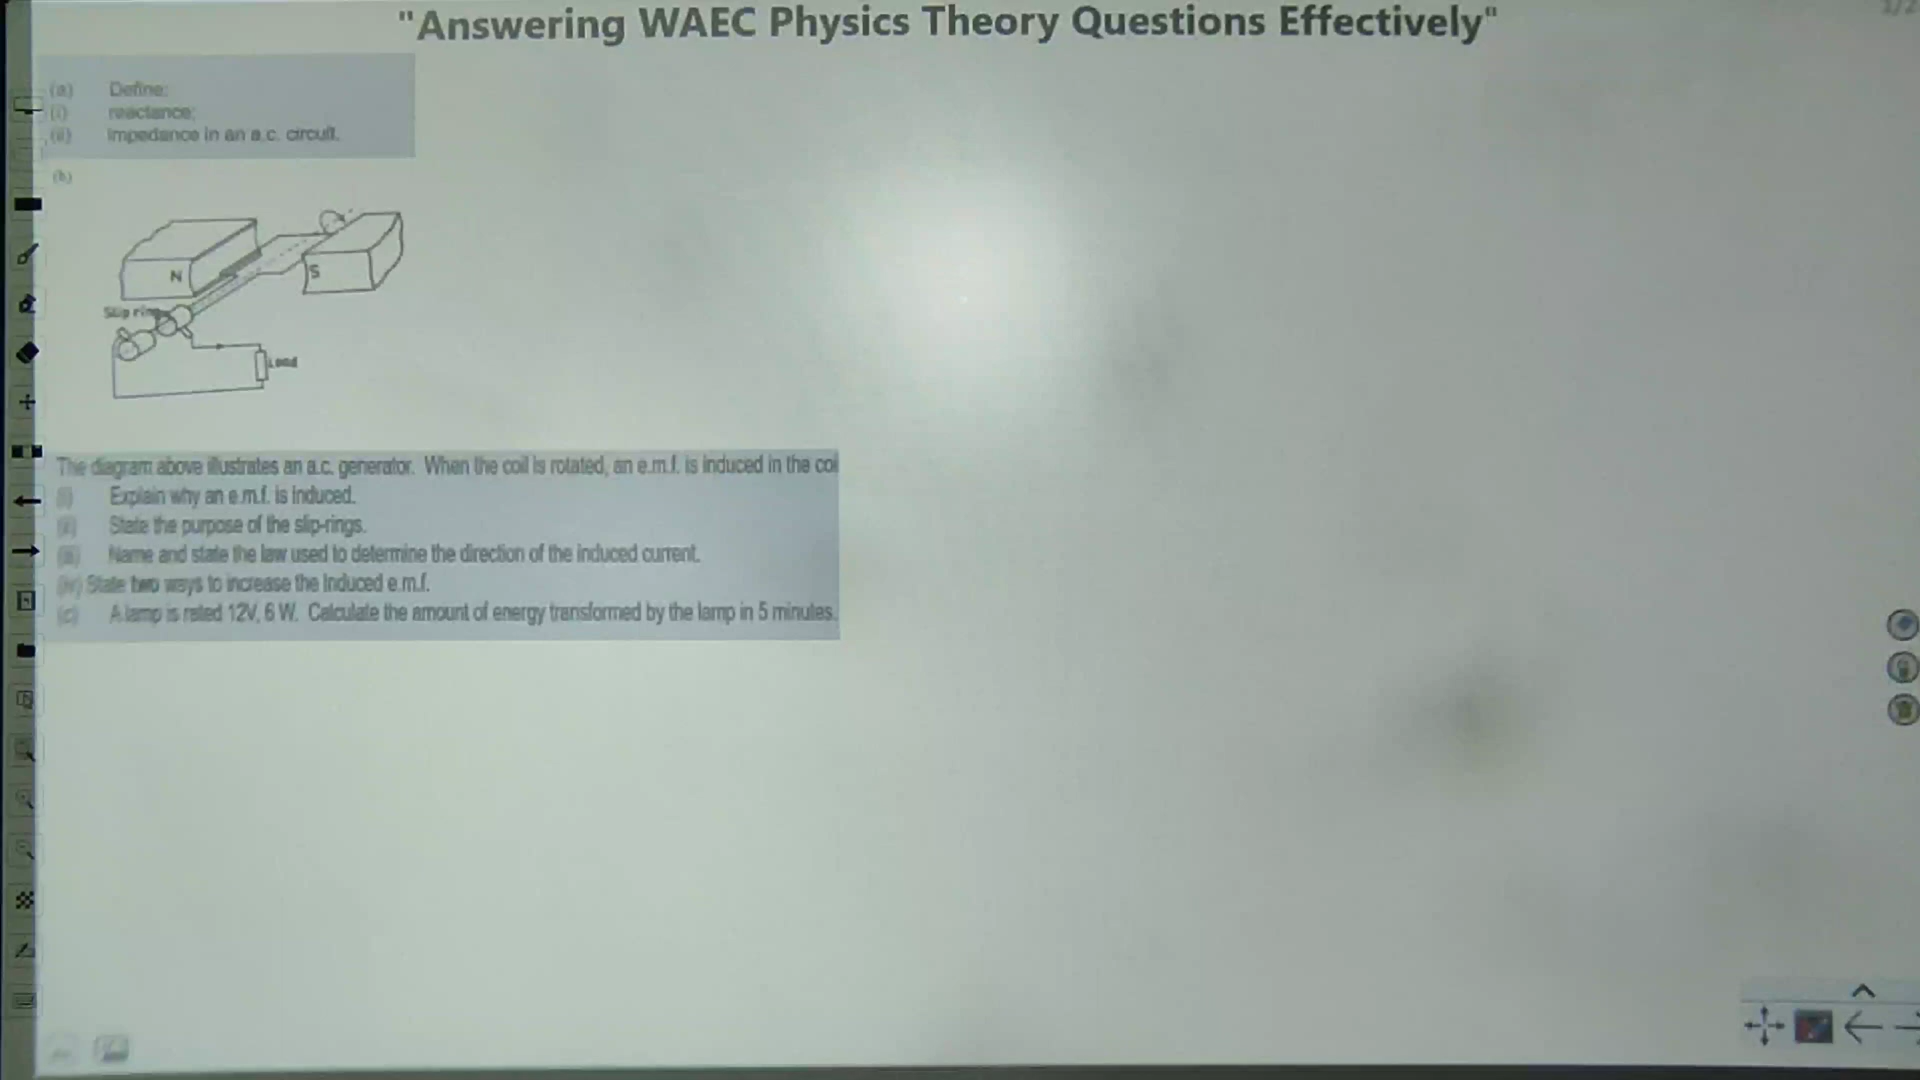 "Answering WAEC Physics Theory Questions Effectively"
1/2
(a) Define:
(i) reactance;
(ii) Impedance in an a.c. circuit.
(b)
N
S
Slip ring
Load
The diagram above illustrates an a.c. generator. When the coil is rotated, an e.m.f. is induced in the coi
(i) Explain why an e.m.f. is induced.
(ii) State the purpose of the slip-rings.
(iii) Name and state the law used to determine the direction of the induced current.
(iv) State two ways to increase the induced e.m.f.
(c) A lamp is rated 12V, 6 W. Calculate the amount of energy transformed by the lamp in 5 minutes.